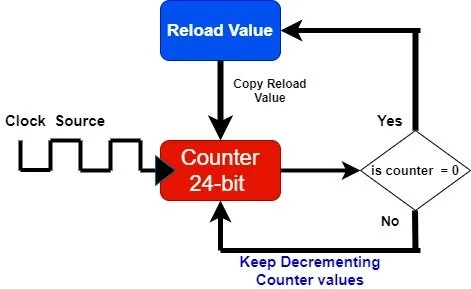 Reload Value
Copy Reload
Value
Clock Source
Yes
Counter
24-bit
is counter = 0
No
Keep Decrementing
Counter values